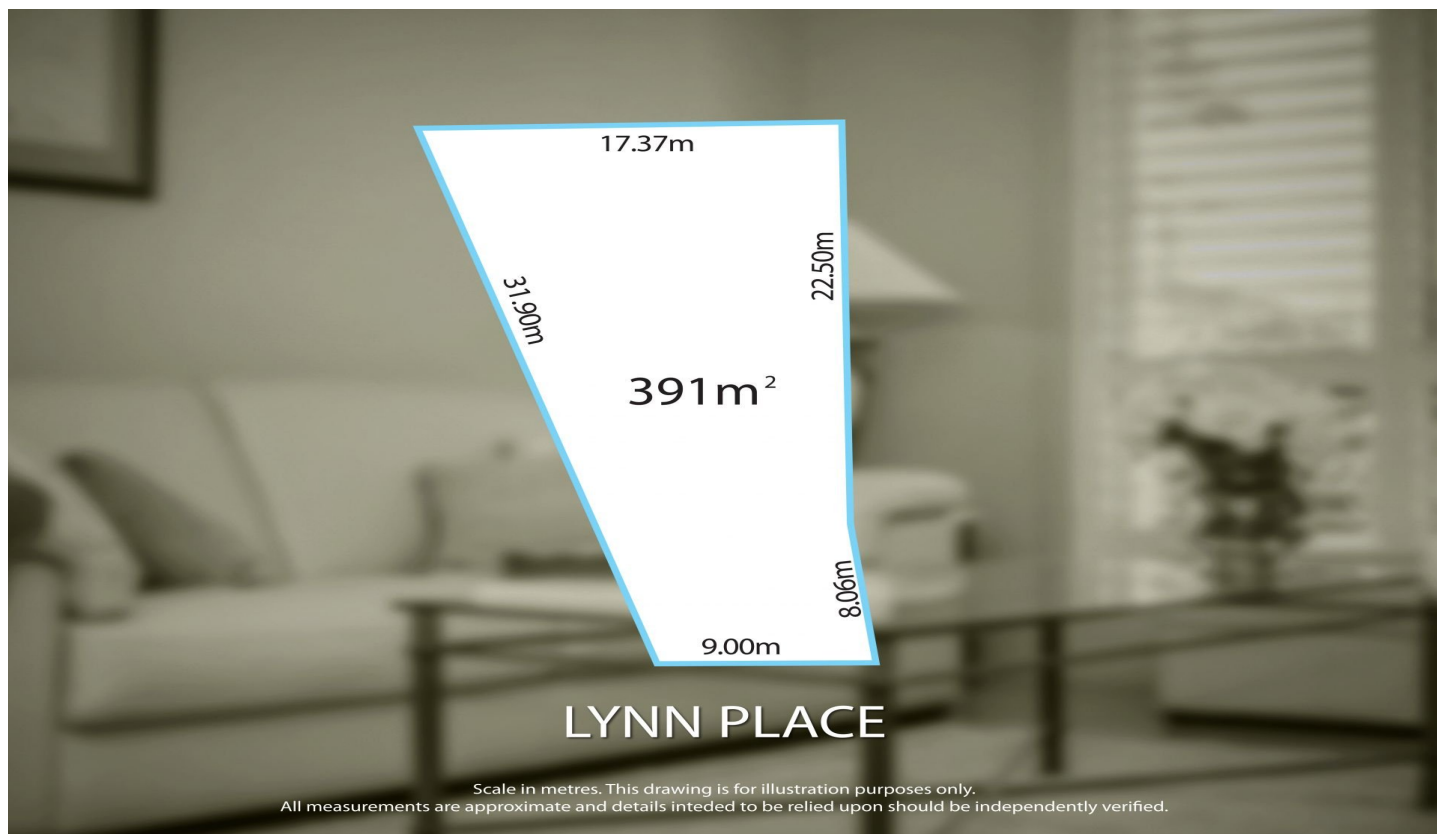 17.37m
22.50m
31.90m
391m²
8.06m
9.00m
LYNN PLACE
Scale in metres. This drawing is for illustration purposes only.
All measurements are approximate and details inteded to be relied upon should be independently verified.